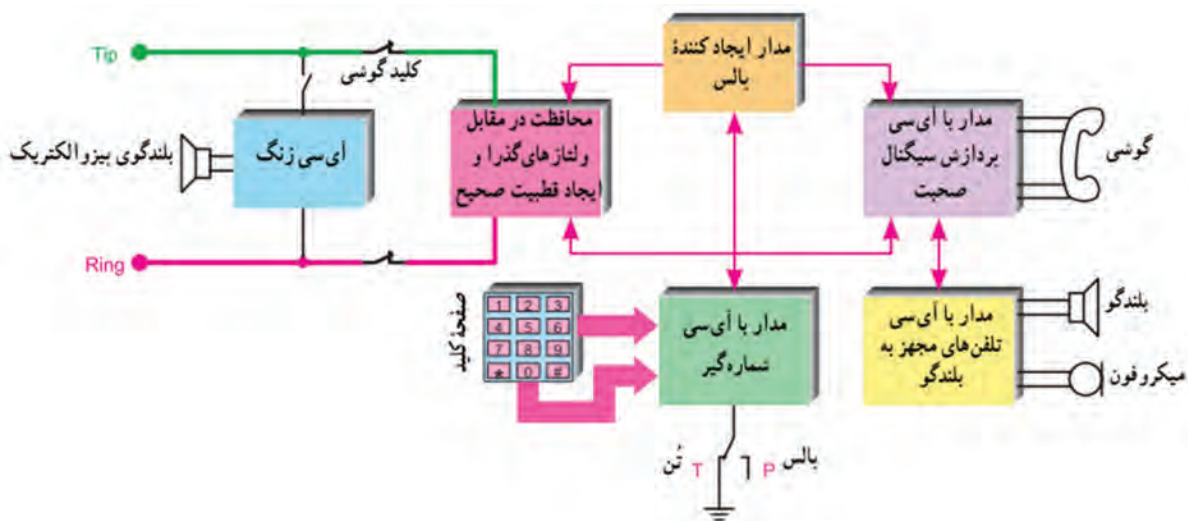 Tip
کلید گوشی
مدار ایجاد کنندهٔ
پالس
آی‌سی زنگ
بلندگوی پیزو الکتریک
محافظت در مقابل
ولتاژهای گذرا و
ایجاد قطبیت صحیح
مدار با آی‌سی
پردازش سیگنال
صحبت
گوشی
Ring
صفحهٔ کلید
1 2 3
4 5 6
7 8 9
* 0 #
مدار با آی‌سی
شماره‌گیر
مدار با آی‌سی
تلفن‌های مجهز به
بلندگو
بلندگو
میکروفون
تُن T P پالس